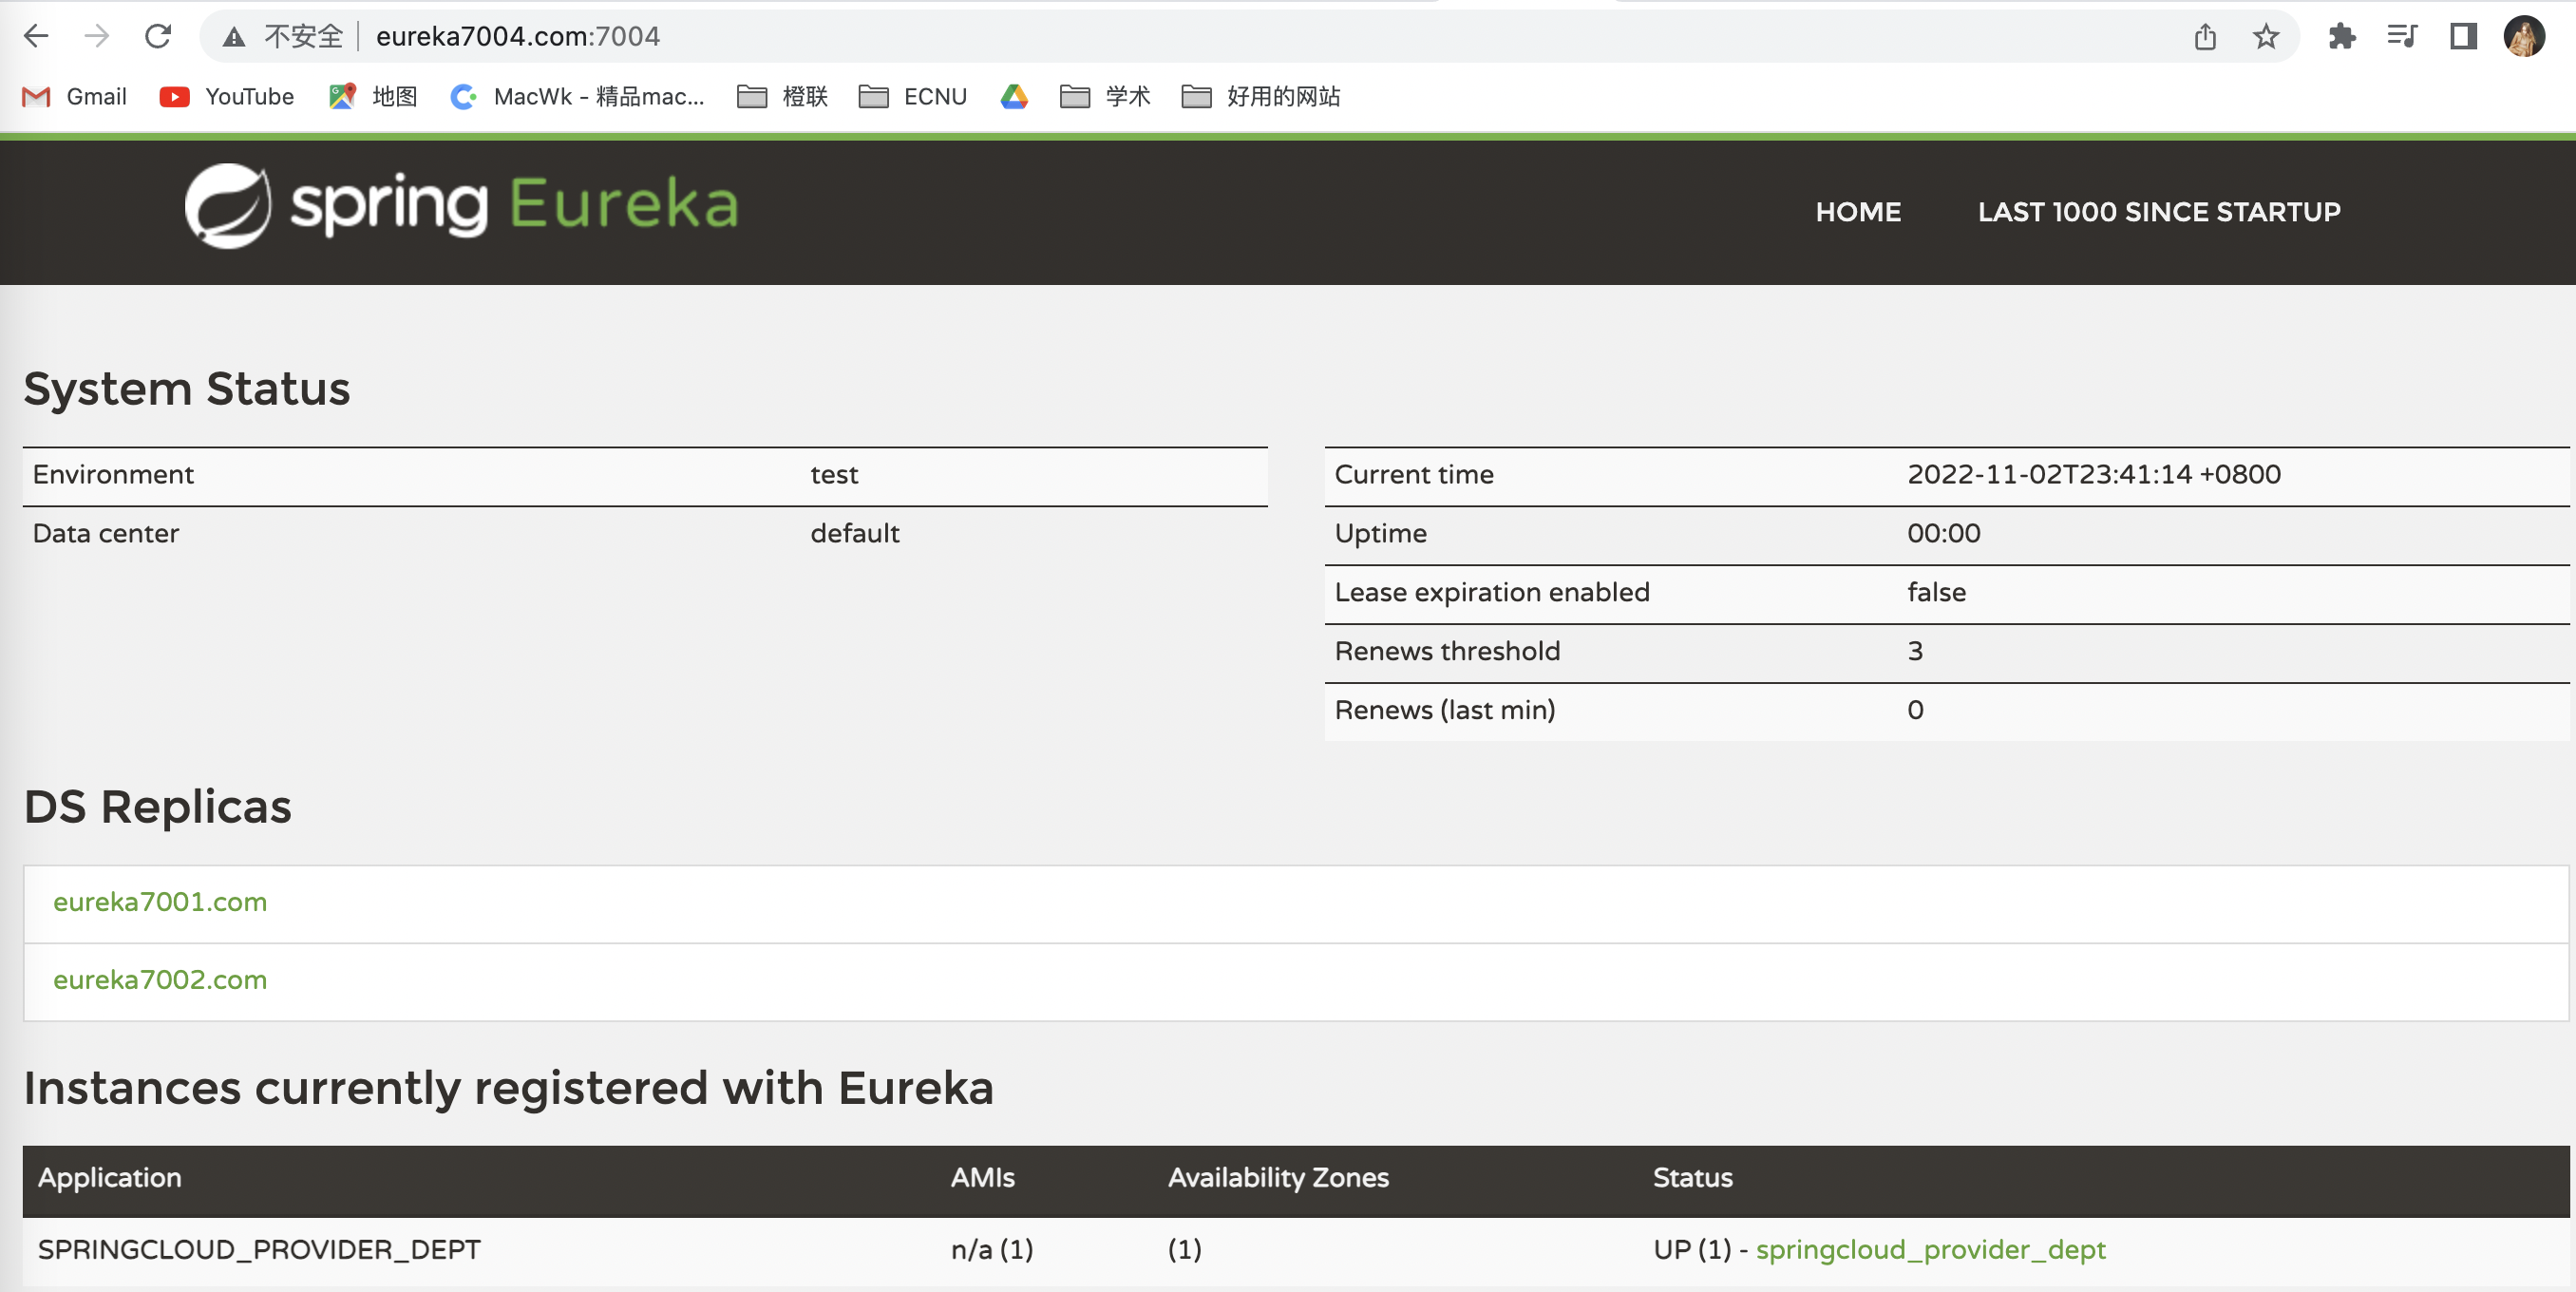 不安全 eureka7004.com:7004
Gmail YouTube 地图 MacWk - 精品mac... 橙联 ECNU 学术 好用的网站
spring Eureka HOME LAST 1000 SINCE STARTUP
System Status
Environment test
Data center default
Current time 2022-11-02T23:41:14 +0800
Uptime 00:00
Lease expiration enabled false
Renews threshold 3
Renews (last min) 0
DS Replicas
eureka7001.com
eureka7002.com
Instances currently registered with Eureka
Application AMIs Availability Zones Status
SPRINGCLOUD_PROVIDER_DEPT n/a (1) (1) UP (1) - springcloud_provider_dept